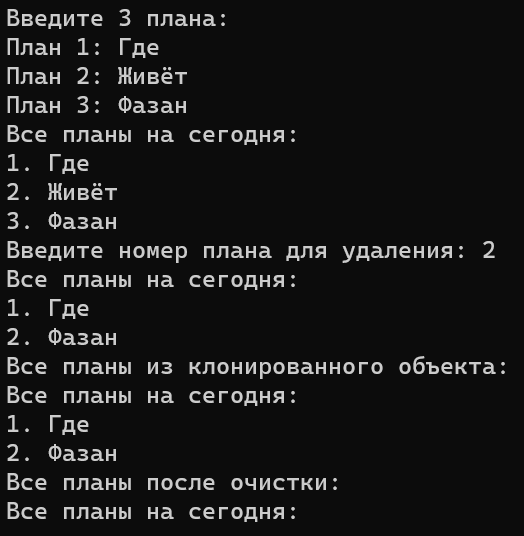 Введите 3 плана:
План 1: Где
План 2: Живёт
План 3: Фазан
Все планы на сегодня:
1. Где
2. Живёт
3. Фазан
Введите номер плана для удаления: 2
Все планы на сегодня:
1. Где
2. Фазан
Все планы из клонированного объекта:
Все планы на сегодня:
1. Где
2. Фазан
Все планы после очистки:
Все планы на сегодня: